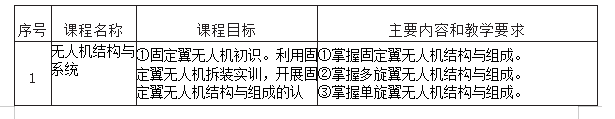 序号 课程名称 课程目标 主要内容和教学要求
1
无人机结构与
系统
①固定翼无人机初识。利用固
定翼无人机拆装实训，开展固
定翼无人机结构与组成的认
①掌握固定翼无人机结构与组成。
②掌握多旋翼无人机结构与组成。
③掌握单旋翼无人机结构与组成。